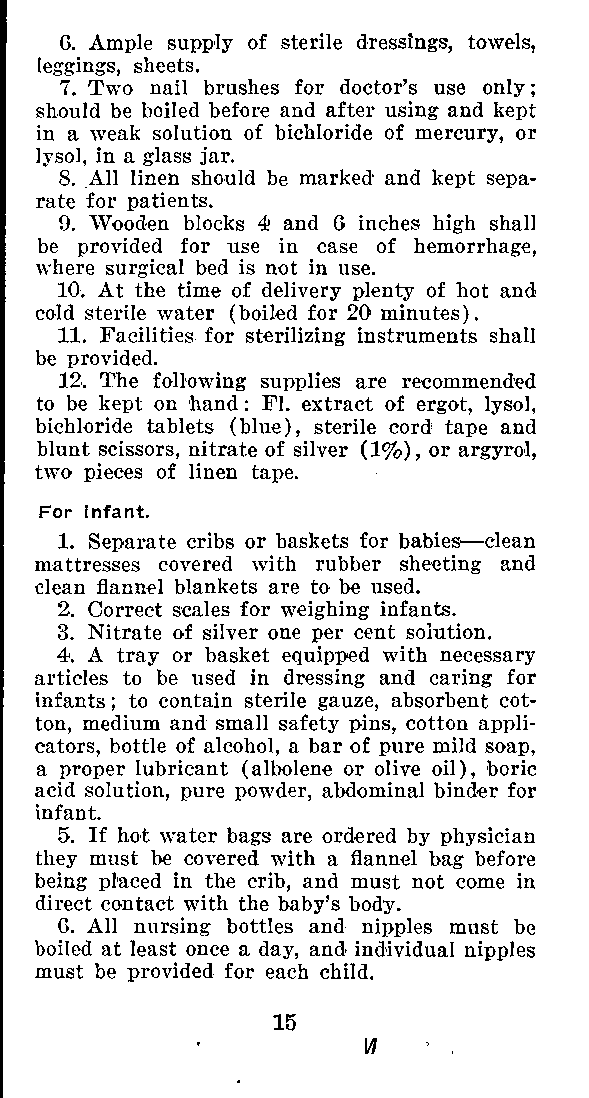 6. Ample supply of sterile dressings, towels,
leggings, sheets.
7. Two nail brushes for doctor's use only;
should be boiled before and after using and kept
in a weak solution of bichloride of mercury, or
lysol, in a glass jar.
8. All linen should be marked and kept sepa-
rate for patients.
9. Wooden blocks 4 and 6 inches high shall
be provided for use in case of hemorrhage,
where surgical bed is not in use.
10. At the time of delivery plenty of hot and
cold sterile water (boiled for 20 minutes).
11. Facilities for sterilizing instruments shall
be provided.
12. The following supplies are recommended
to be kept on hand: Fl. extract of ergot, lysol,
bichloride tablets (blue), sterile cord tape and
blunt scissors, nitrate of silver (1%), or argyrol,
two pieces of linen tape.
For infant.
1. Separate cribs or baskets for babies—clean
mattresses covered with rubber sheeting and
clean flannel blankets are to be used.
2. Correct scales for weighing infants.
3. Nitrate of silver one per cent solution.
4. A tray or basket equipped with necessary
articles to be used in dressing and caring for
infants; to contain sterile gauze, absorbent cot-
ton, medium and small safety pins, cotton appli-
cators, bottle of alcohol, a bar of pure mild soap,
a proper lubricant (albolene or olive oil), boric
acid solution, pure powder, abdominal binder for
infant.
5. If hot water bags are ordered by physician
they must be covered with a flannel bag before
being placed in the crib, and must not come in
direct contact with the baby's body.
6. All nursing bottles and nipples must be
boiled at least once a day, and individual nipples
must be provided for each child.
15